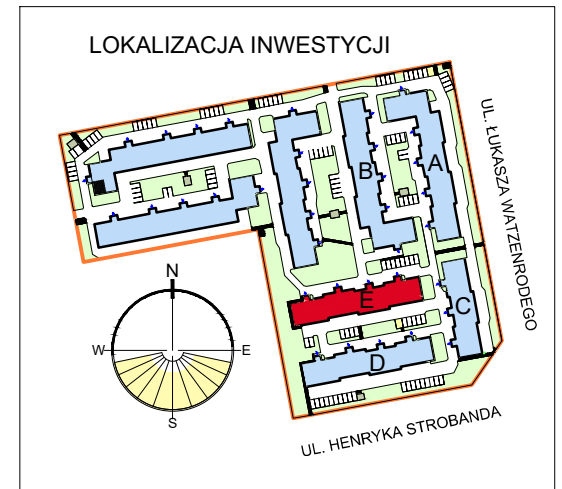 LOKALIZACJA INWESTYCJI
UL. ŁUKASZA WATZENRODEGO
B
A
E
C
D
N
W
E
S
UL. HENRYKA STROBANDA